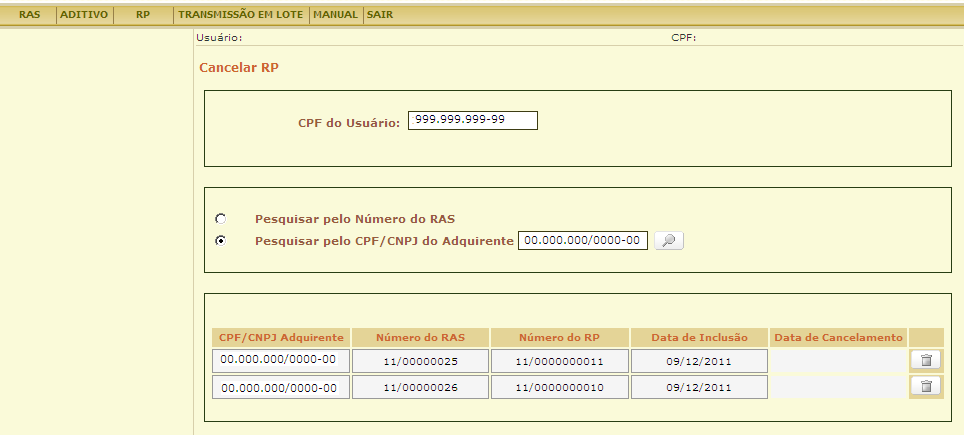 RAS ADITIVO RP TRANSMISSÃO EM LOTE MANUAL SAIR
Usuário: CPF:
Cancelar RP
CPF do Usuário: 999.999.999-99
Pesquisar pelo Número do RAS
Pesquisar pelo CPF/CNPJ do Adquirente 00.000.000/0000-00
CPF/CNPJ Adquirente Número do RAS Número do RP Data de Inclusão Data de Cancelamento
00.000.000/0000-00 11/00000025 11/0000000011 09/12/2011
00.000.000/0000-00 11/00000026 11/0000000010 09/12/2011